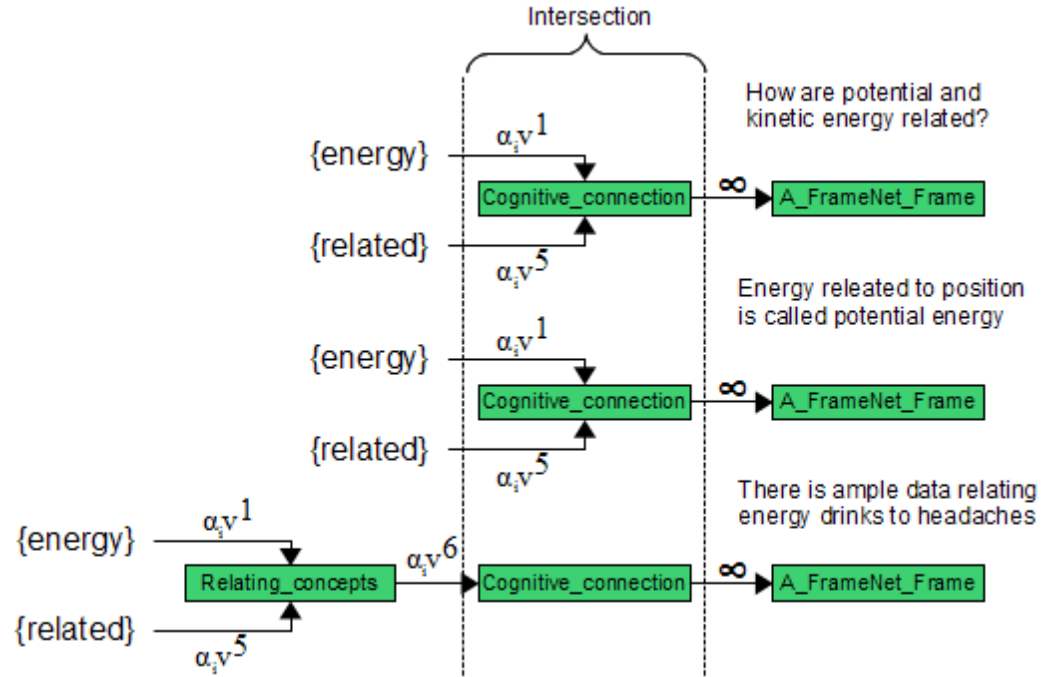 Intersection
How are potential and
kinetic energy related?
{energy}
αᵢv¹
Cognitive_connection
∞
A_FrameNet_Frame
{related}
αᵢv⁵
Energy releated to position
is called potential energy
{energy}
αᵢv¹
Cognitive_connection
∞
A_FrameNet_Frame
{related}
αᵢv⁵
There is ample data relating
energy drinks to headaches
{energy}
αᵢv¹
Relating_concepts
αᵢv⁶
Cognitive_connection
∞
A_FrameNet_Frame
{related}
αᵢv⁵